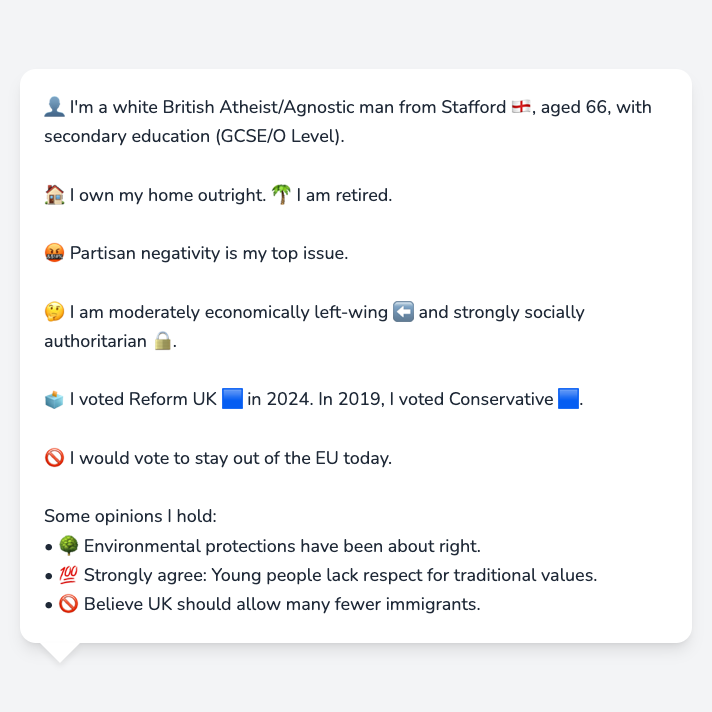 👤 I'm a white British Atheist/Agnostic man from Stafford 🏴󠁧󠁢󠁥󠁮󠁧󠁿, aged 66, with
secondary education (GCSE/O Level).
🏠 I own my home outright. 🌴 I am retired.
🤬 Partisan negativity is my top issue.
🤔 I am moderately economically left-wing ⬅️ and strongly socially
authoritarian 🔒.
🗳️ I voted Reform UK 🟦 in 2024. In 2019, I voted Conservative 🟦.
🚫 I would vote to stay out of the EU today.
Some opinions I hold:
• 🌳 Environmental protections have been about right.
• 💯 Strongly agree: Young people lack respect for traditional values.
• 🚫 Believe UK should allow many fewer immigrants.